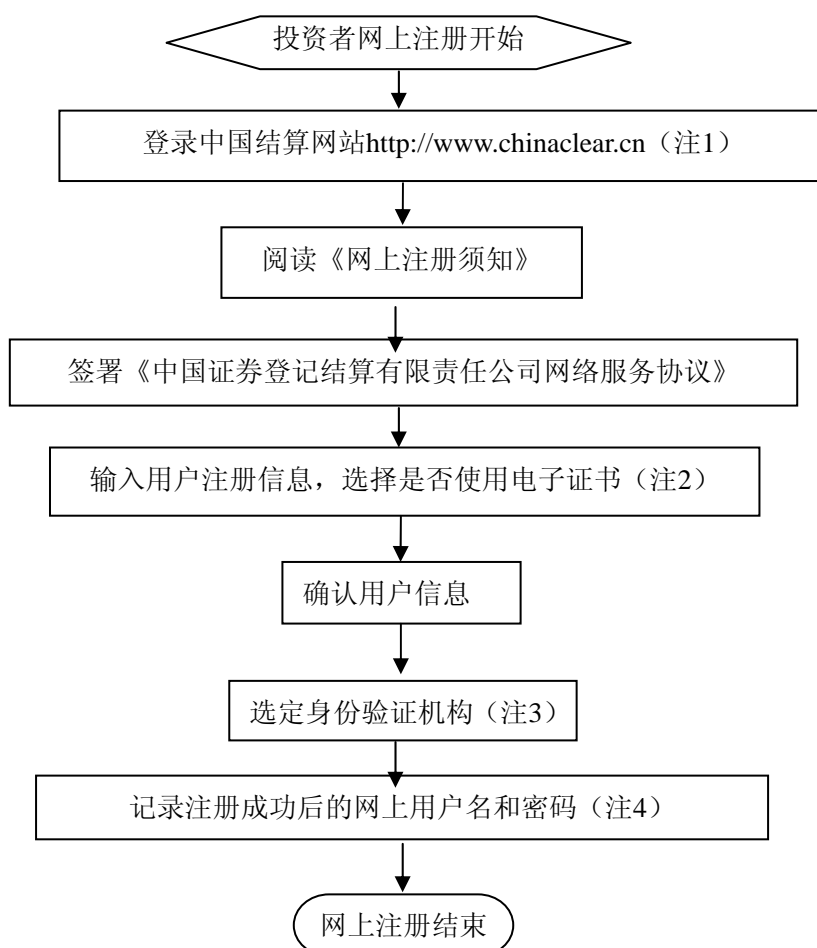 投资者网上注册开始
登录中国结算网站http://www.chinaclear.cn（注1）
阅读《网上注册须知》
签署《中国证券登记结算有限责任公司网络服务协议》
输入用户注册信息，选择是否使用电子证书（注2）
确认用户信息
选定身份验证机构（注3）
记录注册成功后的网上用户名和密码（注4）
网上注册结束